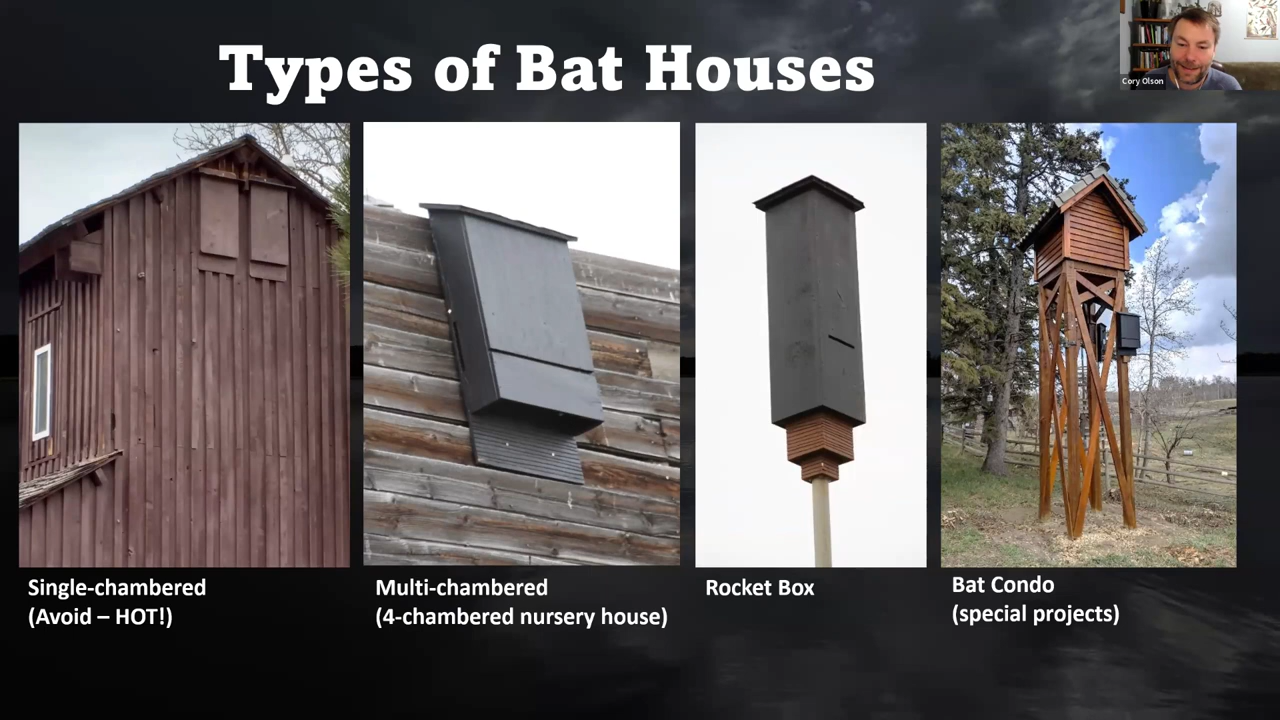 Types of Bat Houses
Cory Olson
Single-chambered
(Avoid – HOT!)
Multi-chambered
(4-chambered nursery house)
Rocket Box
Bat Condo
(special projects)